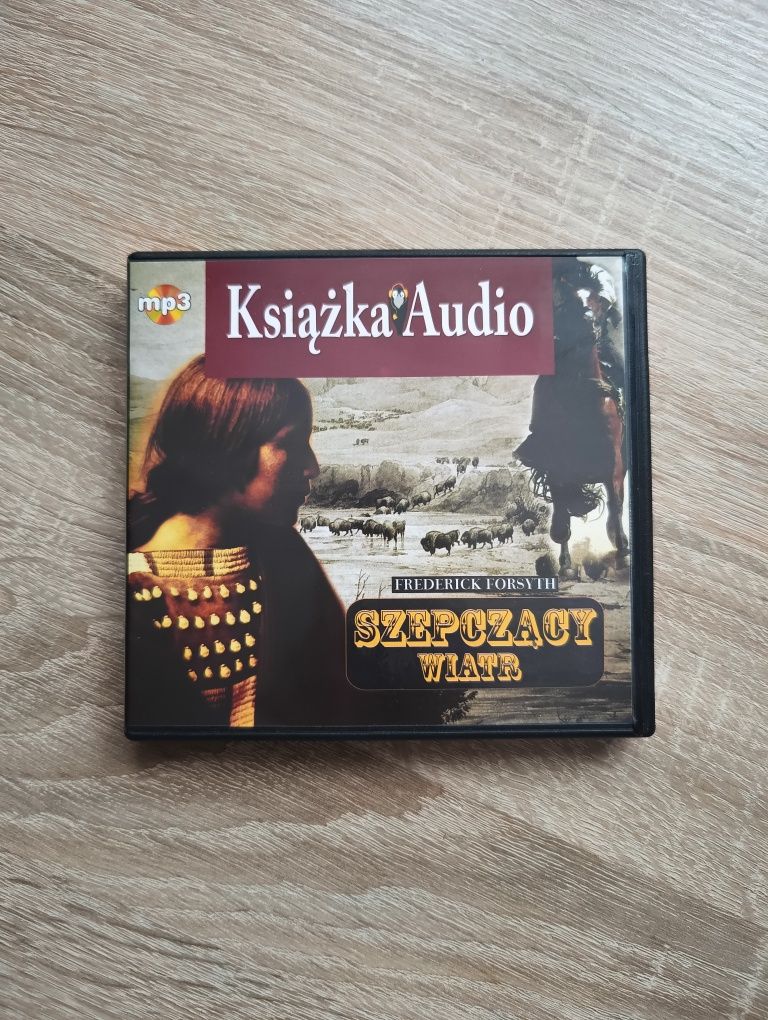 mp3
Książka Audio
FREDERICK FORSYTH
SZEPCZĄCY
WIATR